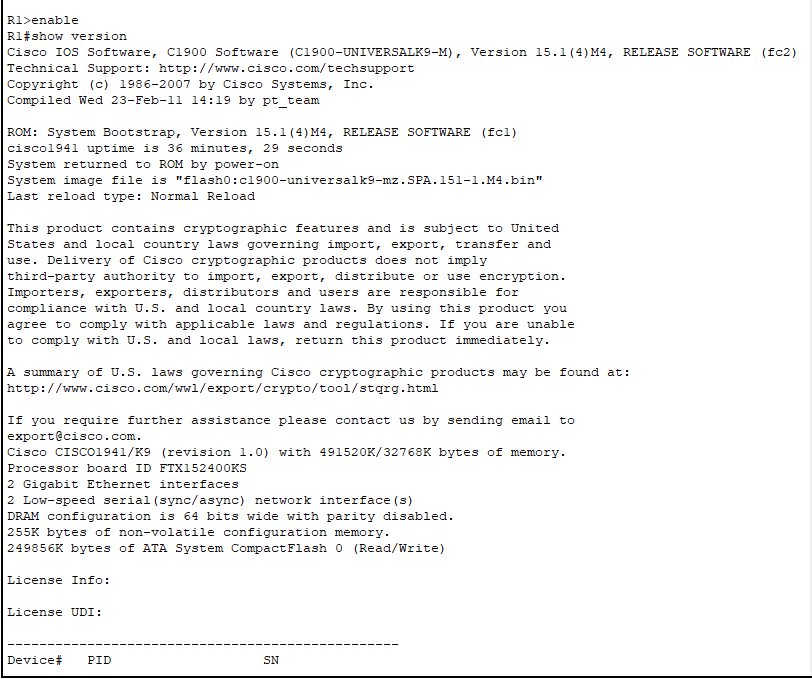 R1>enable
R1#show version
Cisco IOS Software, C1900 Software (C1900-UNIVERSALK9-M), Version 15.1(4)M4, RELEASE SOFTWARE (fc2)
Technical Support: http://www.cisco.com/techsupport
Copyright (c) 1986-2007 by Cisco Systems, Inc.
Compiled Wed 23-Feb-11 14:19 by pt_team

ROM: System Bootstrap, Version 15.1(4)M4, RELEASE SOFTWARE (fc1)
cisco1941 uptime is 36 minutes, 29 seconds
System returned to ROM by power-on
System image file is "flash0:c1900-universalk9-mz.SPA.151-1.M4.bin"
Last reload type: Normal Reload

This product contains cryptographic features and is subject to United
States and local country laws governing import, export, transfer and
use. Delivery of Cisco cryptographic products does not imply
third-party authority to import, export, distribute or use encryption.
Importers, exporters, distributors and users are responsible for
compliance with U.S. and local country laws. By using this product you
agree to comply with applicable laws and regulations. If you are unable
to comply with U.S. and local laws, return this product immediately.

A summary of U.S. laws governing Cisco cryptographic products may be found at:
http://www.cisco.com/wwl/export/crypto/tool/stqrg.html

If you require further assistance please contact us by sending email to
export@cisco.com.
Cisco CISCO1941/K9 (revision 1.0) with 491520K/32768K bytes of memory.
Processor board ID FTX152400KS
2 Gigabit Ethernet interfaces
2 Low-speed serial(sync/async) network interface(s)
DRAM configuration is 64 bits wide with parity disabled.
255K bytes of non-volatile configuration memory.
249856K bytes of ATA System CompactFlash 0 (Read/Write)

License Info:

License UDI:

-------------------------------------------------
Device#   PID                   SN